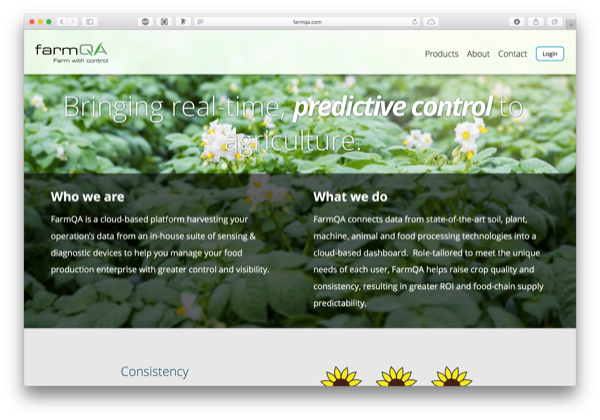 farmqa.com
farmQA
Farm with control
Products About Contact Login
Bringing real-time, predictive control to
agriculture.
Who we are
FarmQA is a cloud-based platform harvesting your
operation's data from an in-house suite of sensing &
diagnostic devices to help you manage your food
production enterprise with greater control and visibility.
What we do
FarmQA connects data from state-of-the-art soil, plant,
machine, animal and food processing technologies into a
cloud-based dashboard. Role-tailored to meet the unique
needs of each user, FarmQA helps raise crop quality and
consistency, resulting in greater ROI and food-chain supply
predictability.
Consistency